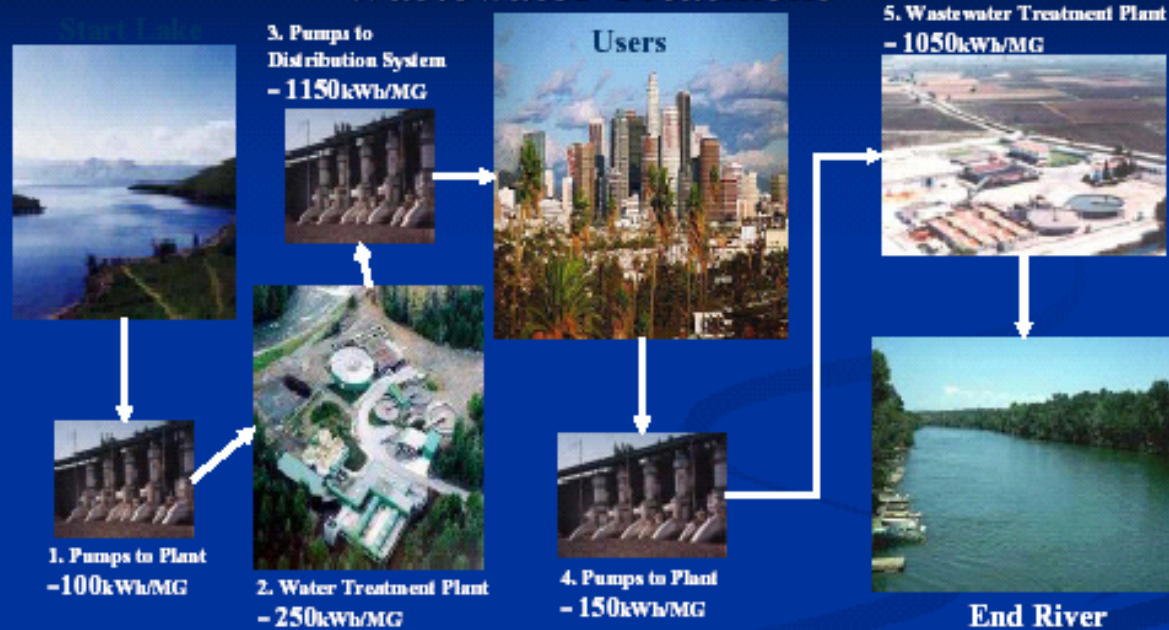 Start Lake
3. Pumps to
Distribution System
- 1150kWh/MG
Users
5. Wastewater Treatment Plant
- 1050kWh/MG
1. Pumps to Plant
-100kWh/MG
2. Water Treatment Plant
- 250kWh/MG
4. Pumps to Plant
- 150kWh/MG
End River